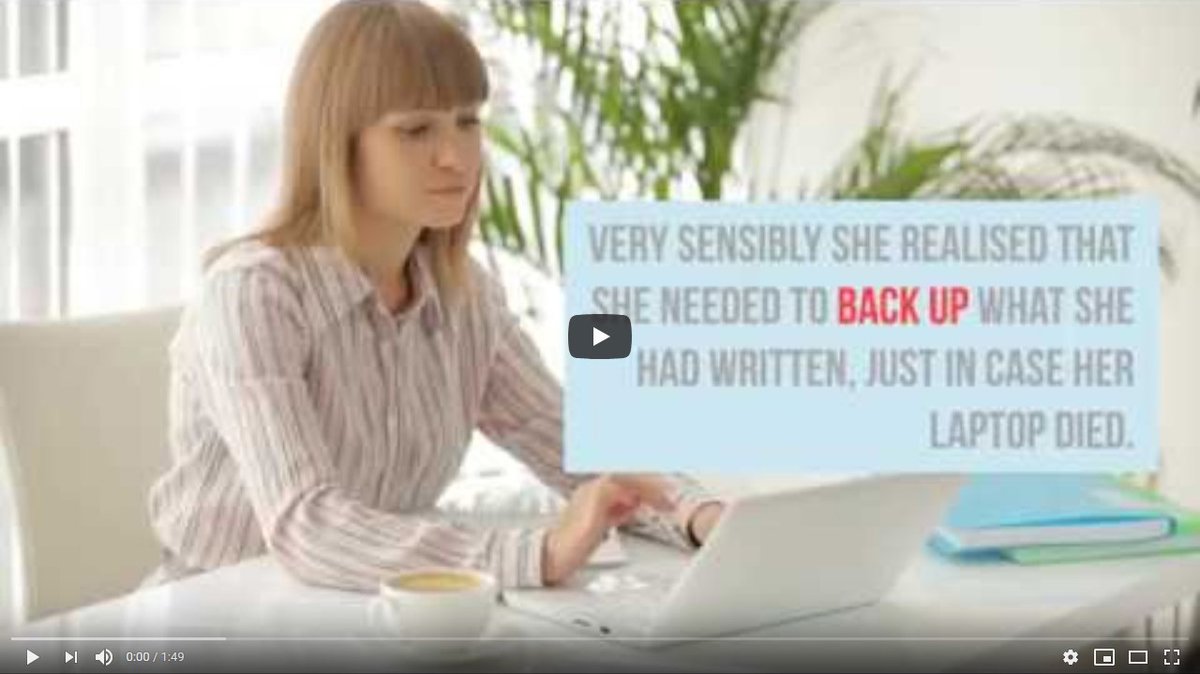 VERY SENSIBLY SHE REALISED THAT
SHE NEEDED TO BACK UP WHAT SHE
HAD WRITTEN, JUST IN CASE HER
LAPTOP DIED.
0:00 / 1:49